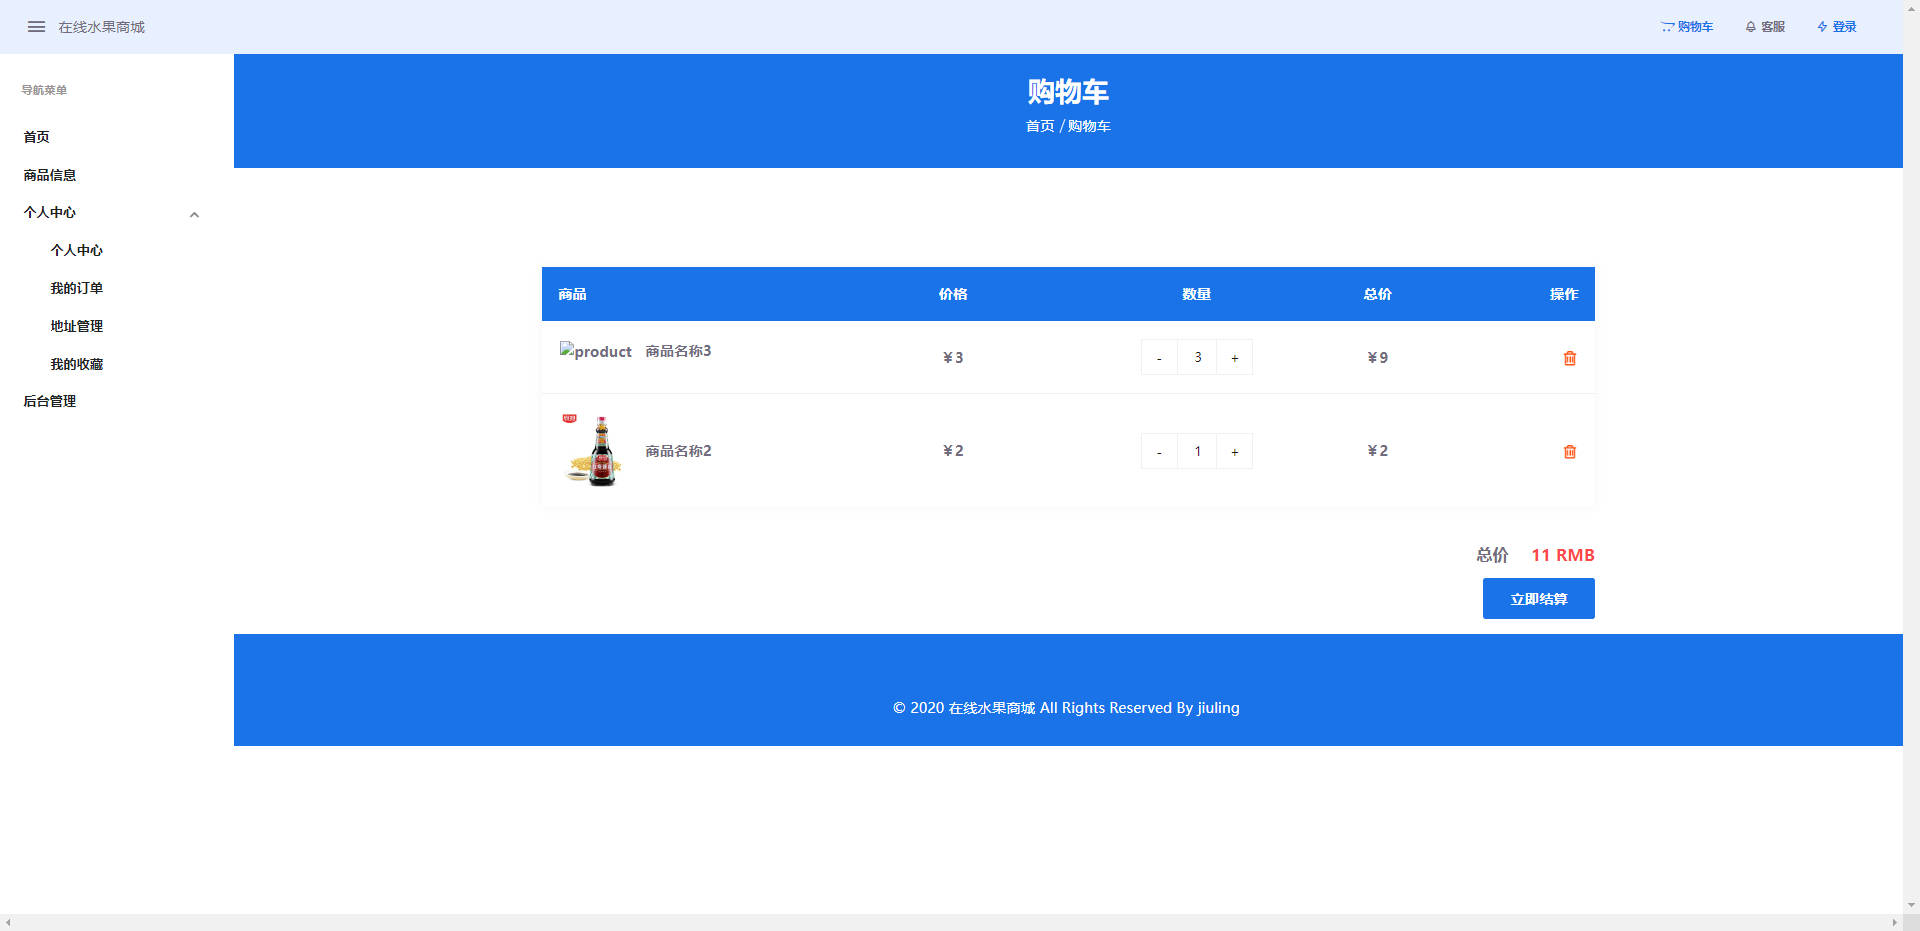 在线水果商城
购物车 客服 登录
导航菜单
首页
商品信息
个人中心
个人中心
我的订单
地址管理
我的收藏
后台管理
购物车
首页 / 购物车
商品 价格 数量 总价 操作
product 商品名称3 ¥3 - 3 + ¥9
商品名称2 ¥2 - 1 + ¥2
总价 11 RMB
立即结算
© 2020 在线水果商城 All Rights Reserved By jiuling